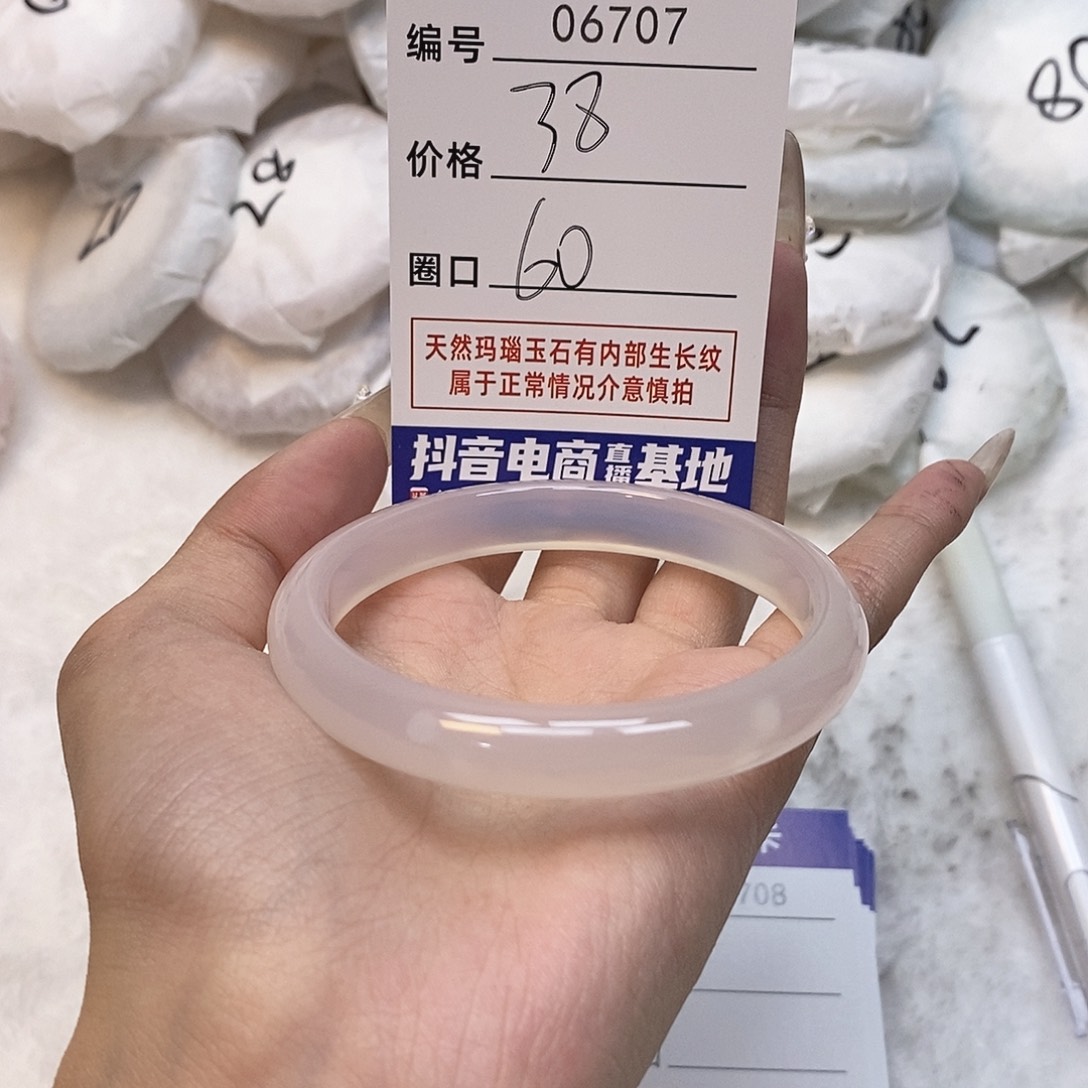 编号 06707
价格 38
圈口 60
天然玛瑙玉石有内部生长纹
属于正常情况介意慎拍
抖音电商直播基地
708